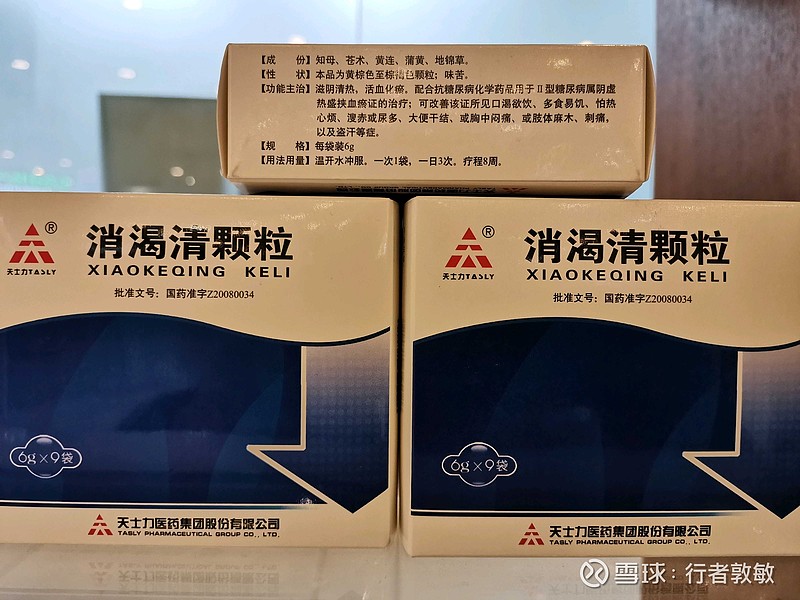 【成 份】知母、苍术、黄连、蒲黄、地锦草。
【性 状】本品为黄棕色至棕褐色颗粒；味苦。
【功能主治】滋阴清热，活血化瘀，配合抗糖尿病化学药品用于Ⅱ型糖尿病属阴虚
热盛挟血瘀证的治疗；可改善该证所见口渴欲饮、多食易饥、怕热
心烦、溲赤或尿多、大便干结、或胸中闷痛、或肢体麻木、刺痛，
以及盗汗等症。
【规 格】每袋装6g
【用法用量】温开水冲服。一次1袋，一日3次。疗程8周。
天士力TASLY
®
消渴清颗粒
XIAOKEQING KELI
批准文号：国药准字Z20080034
6g×9袋
天士力医药集团股份有限公司
TASLY PHARMACEUTICAL GROUP CO., LTD.
天士力TASLY
®
消渴清颗粒
XIAOKEQING KELI
批准文号：国药准字Z20080034
6g×9袋
天士力医药集团股份有限公司
TASLY PHARMACEUTICAL GROUP CO., LTD.
雪球：行者敦敏